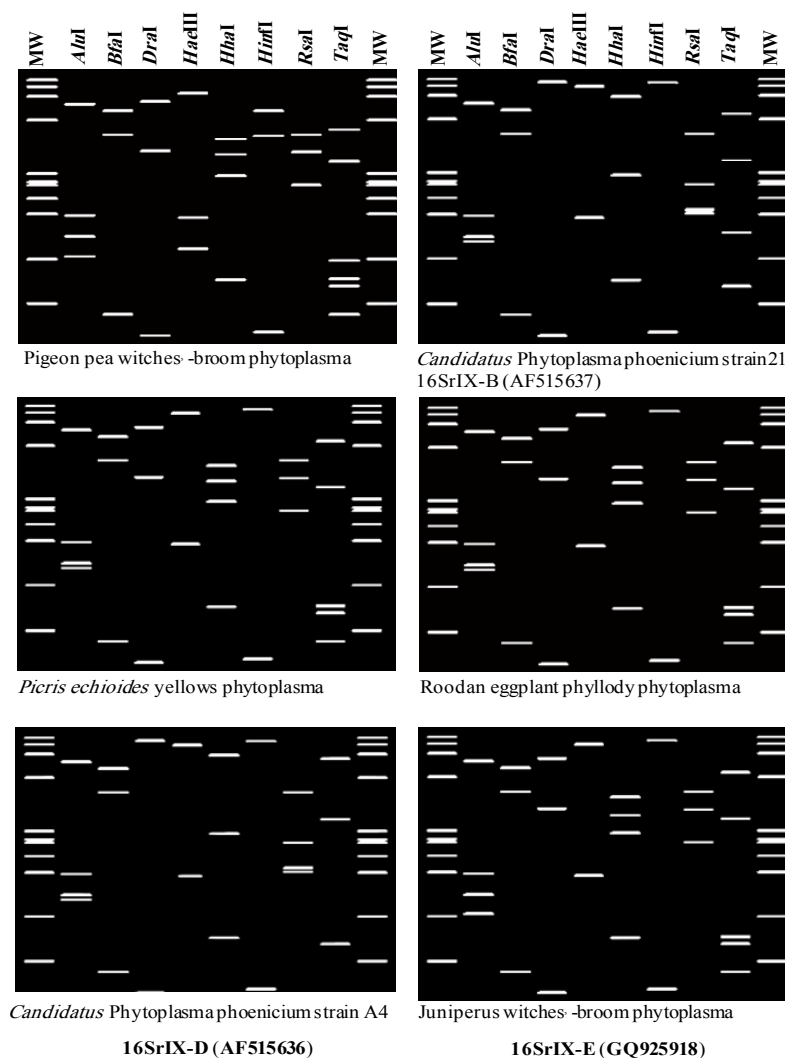 MW AluI BfaI DraI HaeIII HhaI HinfI RsaI TaqI MW
MW AluI BfaI DraI HaeIII HhaI HinfI RsaI TaqI MW
Pigeon pea witches -broom phytoplasma
Candidatus Phytoplasma phoenicium strain21
16SrIX-B (AF515637)
Picris echioides yellows phytoplasma
Roodan eggplant phyllody phytoplasma
Candidatus Phytoplasma phoenicium strain A4
16SrIX-D (AF515636)
Juniperus witches -broom phytoplasma
16SrIX-E (GQ925918)